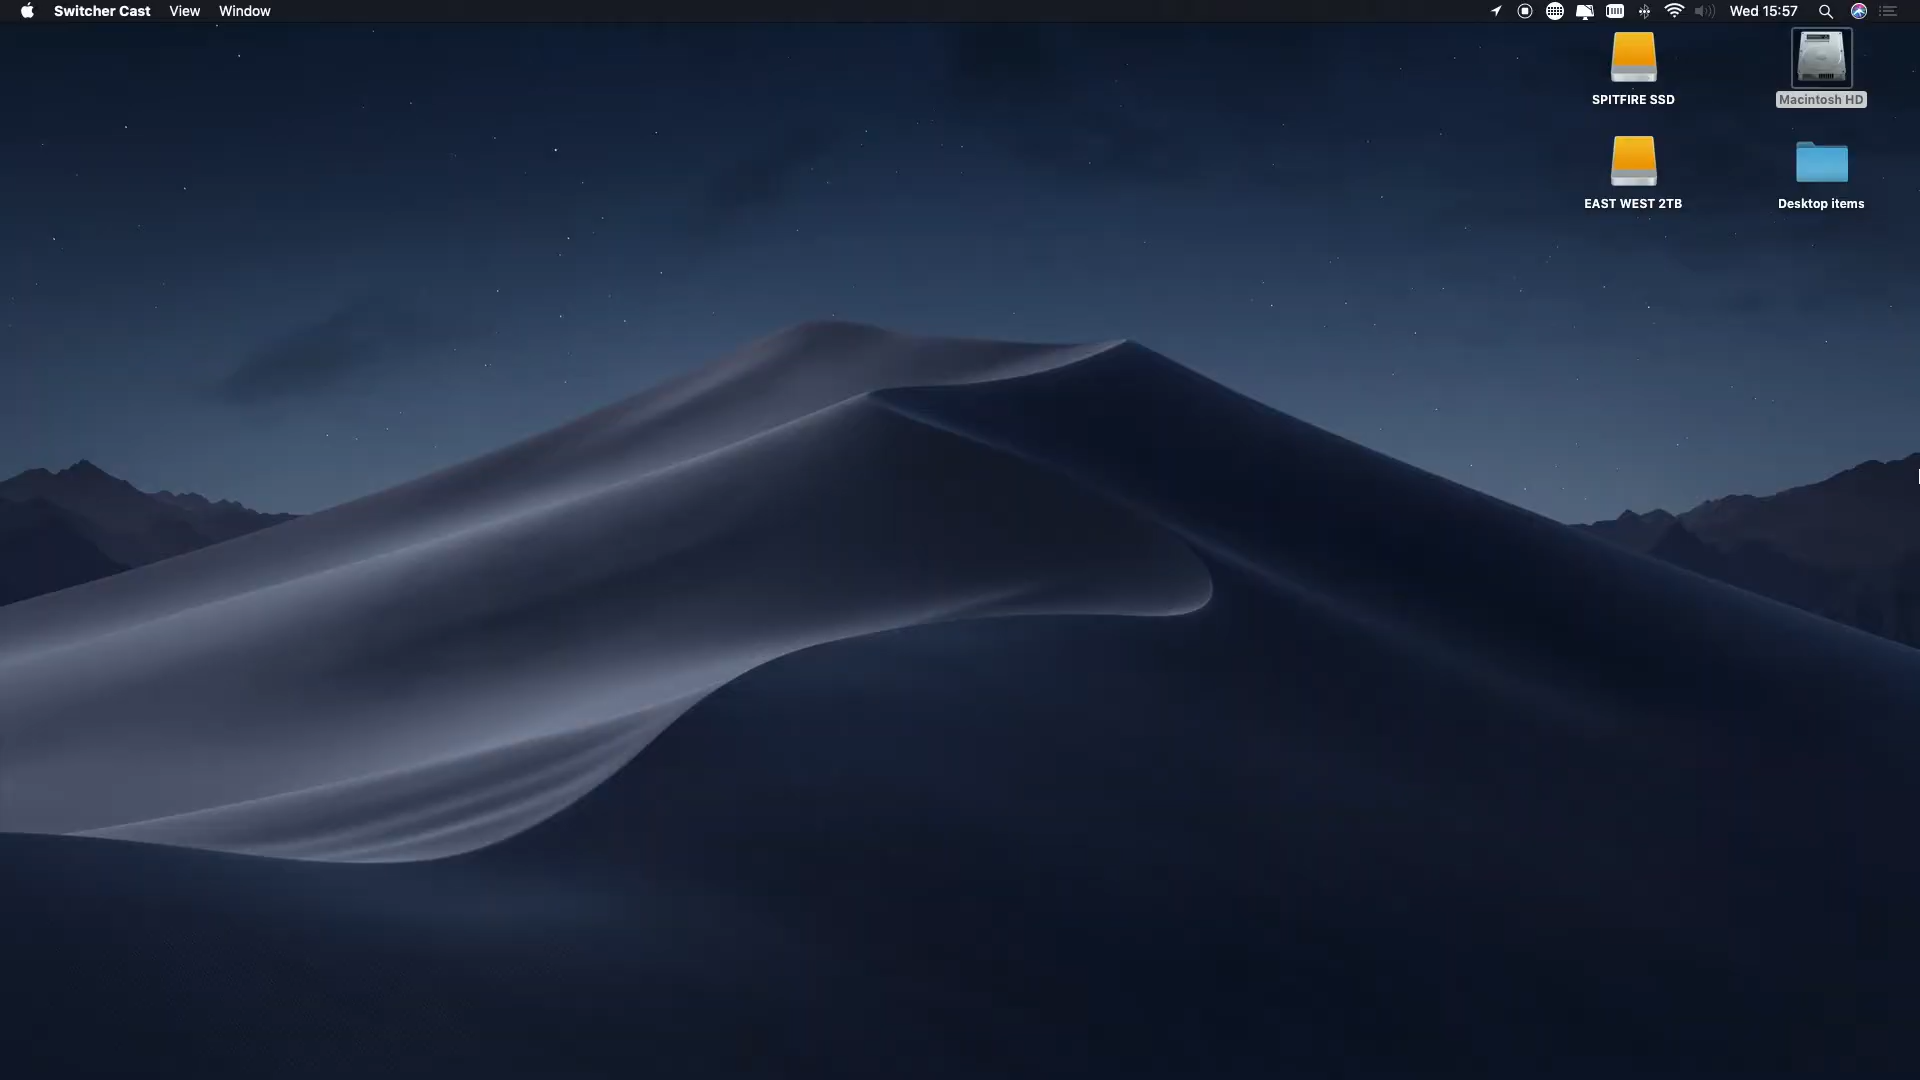 Switcher Cast View Window Wed 15:57
SPITFIRE SSD
Macintosh HD
EAST WEST 2TB
Desktop items